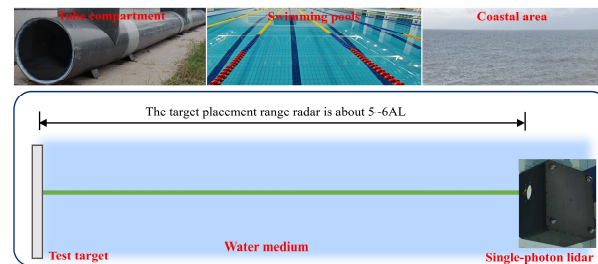 Tube compartment
Swimming pools
Coastal area
The target placement range radar is about 5~6AL
Water medium
Test target
Single-photon lidar